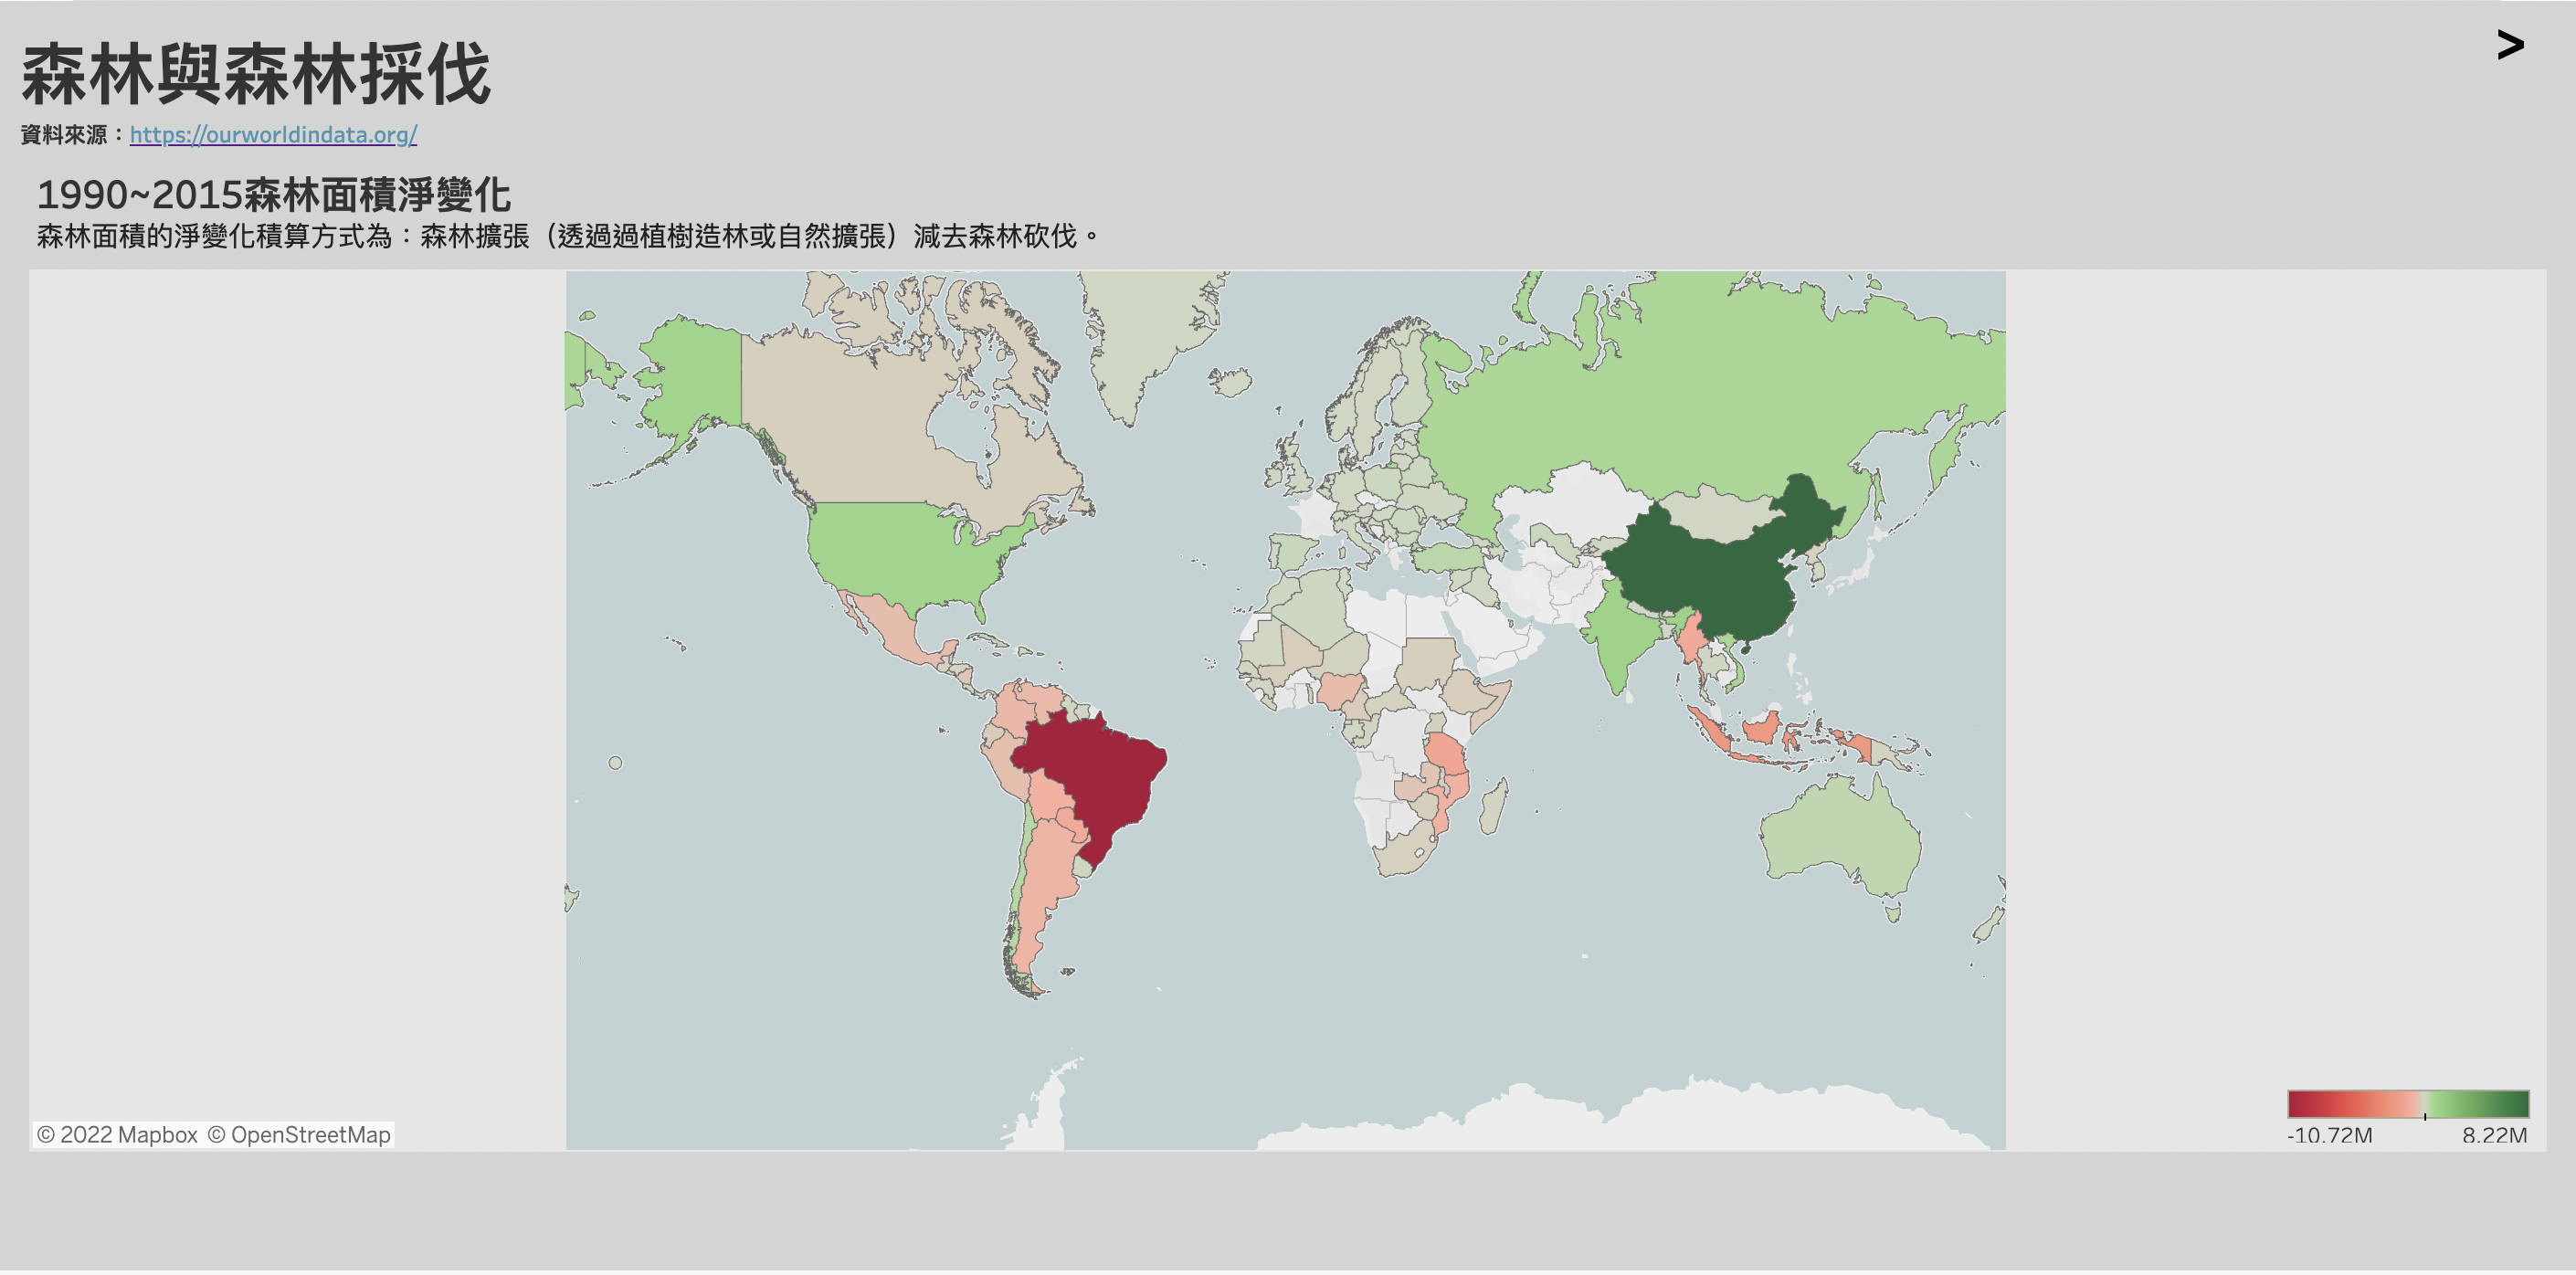 森林與森林採伐
>
資料來源：https://ourworldindata.org/
1990~2015森林面積淨變化
森林面積的淨變化積算方式為：森林擴張（透過過植樹造林或自然擴張）減去森林砍伐。
© 2022 Mapbox © OpenStreetMap
-10.72M 8.22M